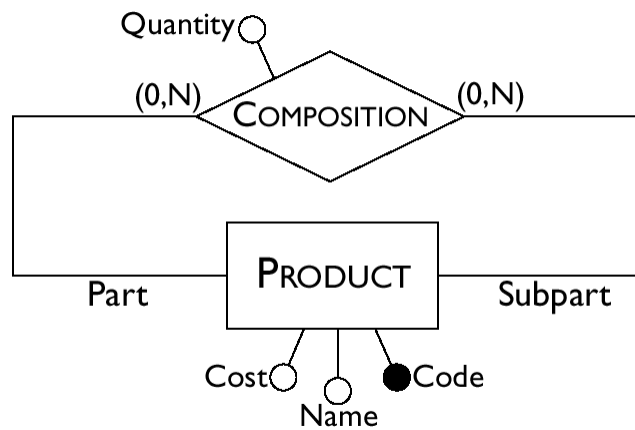 Quantity
(0,N)
COMPOSITION
(0,N)
PRODUCT
Part
Subpart
Cost
Code
Name